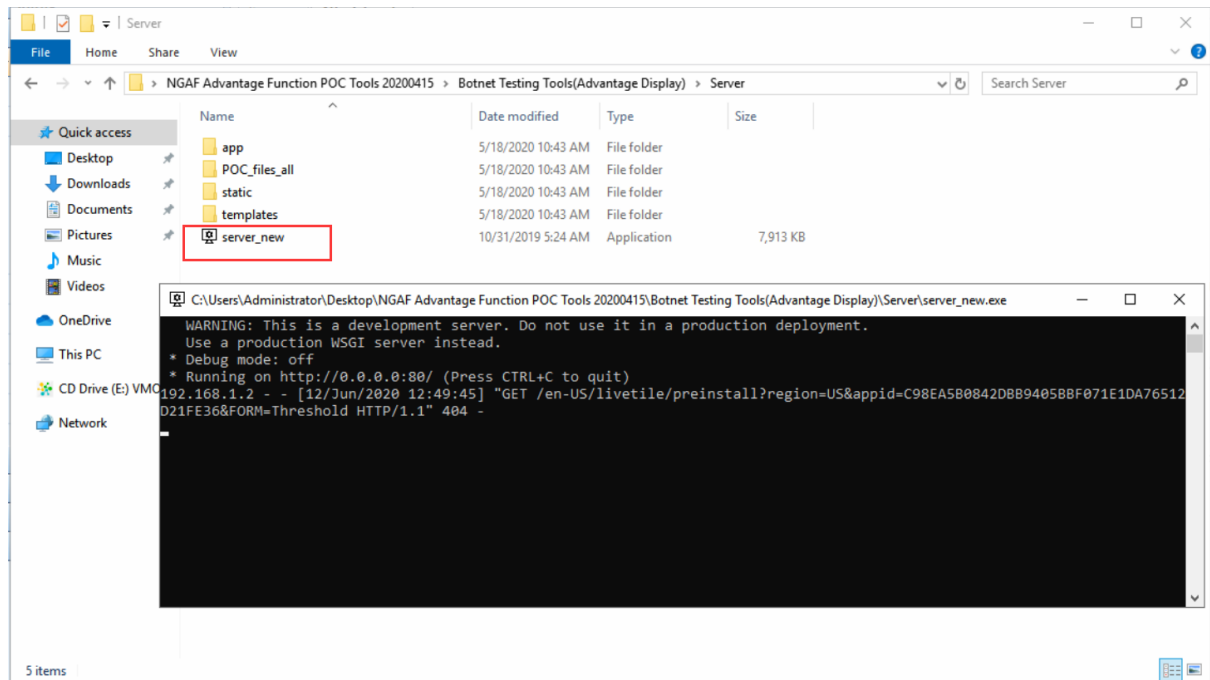 Server
File Home Share View
NGAF Advantage Function POC Tools 20200415 > Botnet Testing Tools(Advantage Display) > Server
Search Server
Name Date modified Type Size
Quick access
Desktop
Downloads
Documents
Pictures
Music
Videos
OneDrive
This PC
CD Drive (E:) VMC
Network
app 5/18/2020 10:43 AM File folder
POC_files_all 5/18/2020 10:43 AM File folder
static 5/18/2020 10:43 AM File folder
templates 5/18/2020 10:43 AM File folder
server_new 10/31/2019 5:24 AM Application 7,913 KB
C:\Users\Administrator\Desktop\NGAF Advantage Function POC Tools 20200415\Botnet Testing Tools(Advantage Display)\Server\server_new.exe
WARNING: This is a development server. Do not use it in a production deployment.
Use a production WSGI server instead.
* Debug mode: off
* Running on http://0.0.0.0:80/ (Press CTRL+C to quit)
192.168.1.2 - - [12/Jun/2020 12:49:45] "GET /en-US/livetile/preinstall?region=US&appid=C98EA5B0842DBB9405BBF071E1DA76512
D21FE36&FORM=Threshold HTTP/1.1" 404 -
5 items